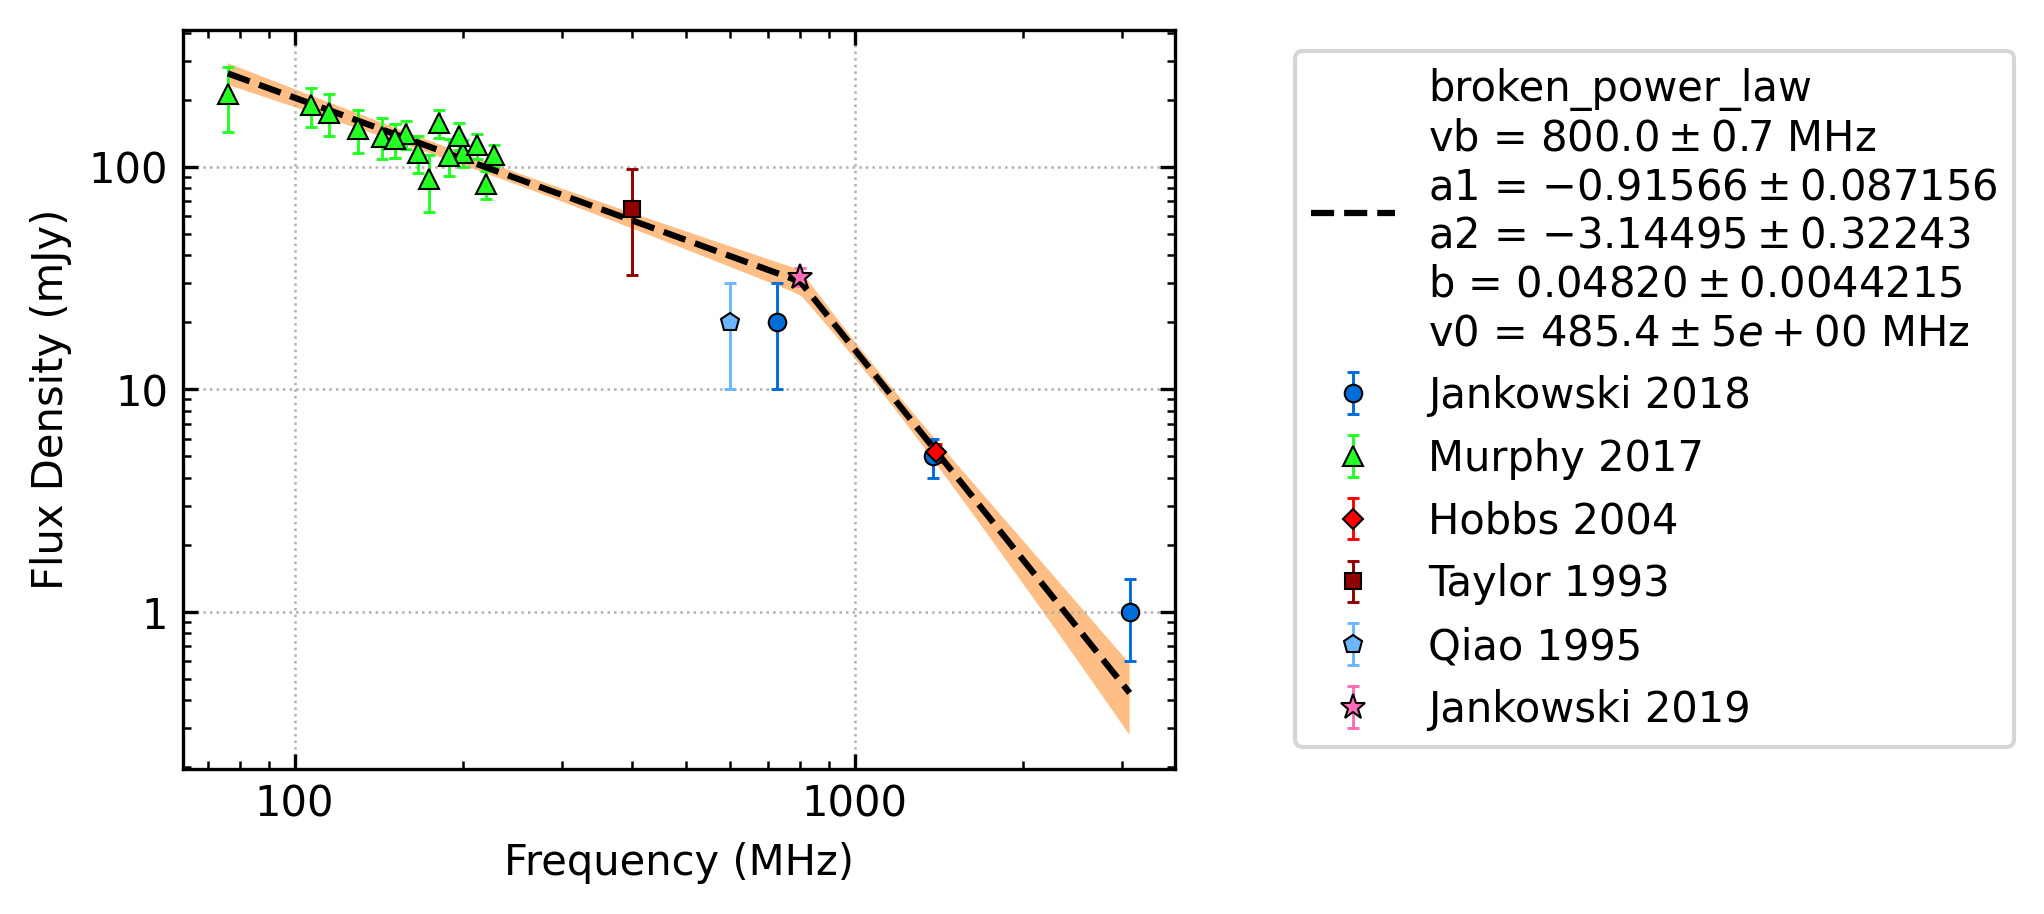 100
10
1
100
1000
Flux Density (mJy)
Frequency (MHz)
broken_power_law
vb = 800.0 ± 0.7 MHz
a1 = −0.91566 ± 0.087156
a2 = −3.14495 ± 0.32243
b = 0.04820 ± 0.0044215
v0 = 485.4 ± 5e + 00 MHz
Jankowski 2018
Murphy 2017
Hobbs 2004
Taylor 1993
Qiao 1995
Jankowski 2019